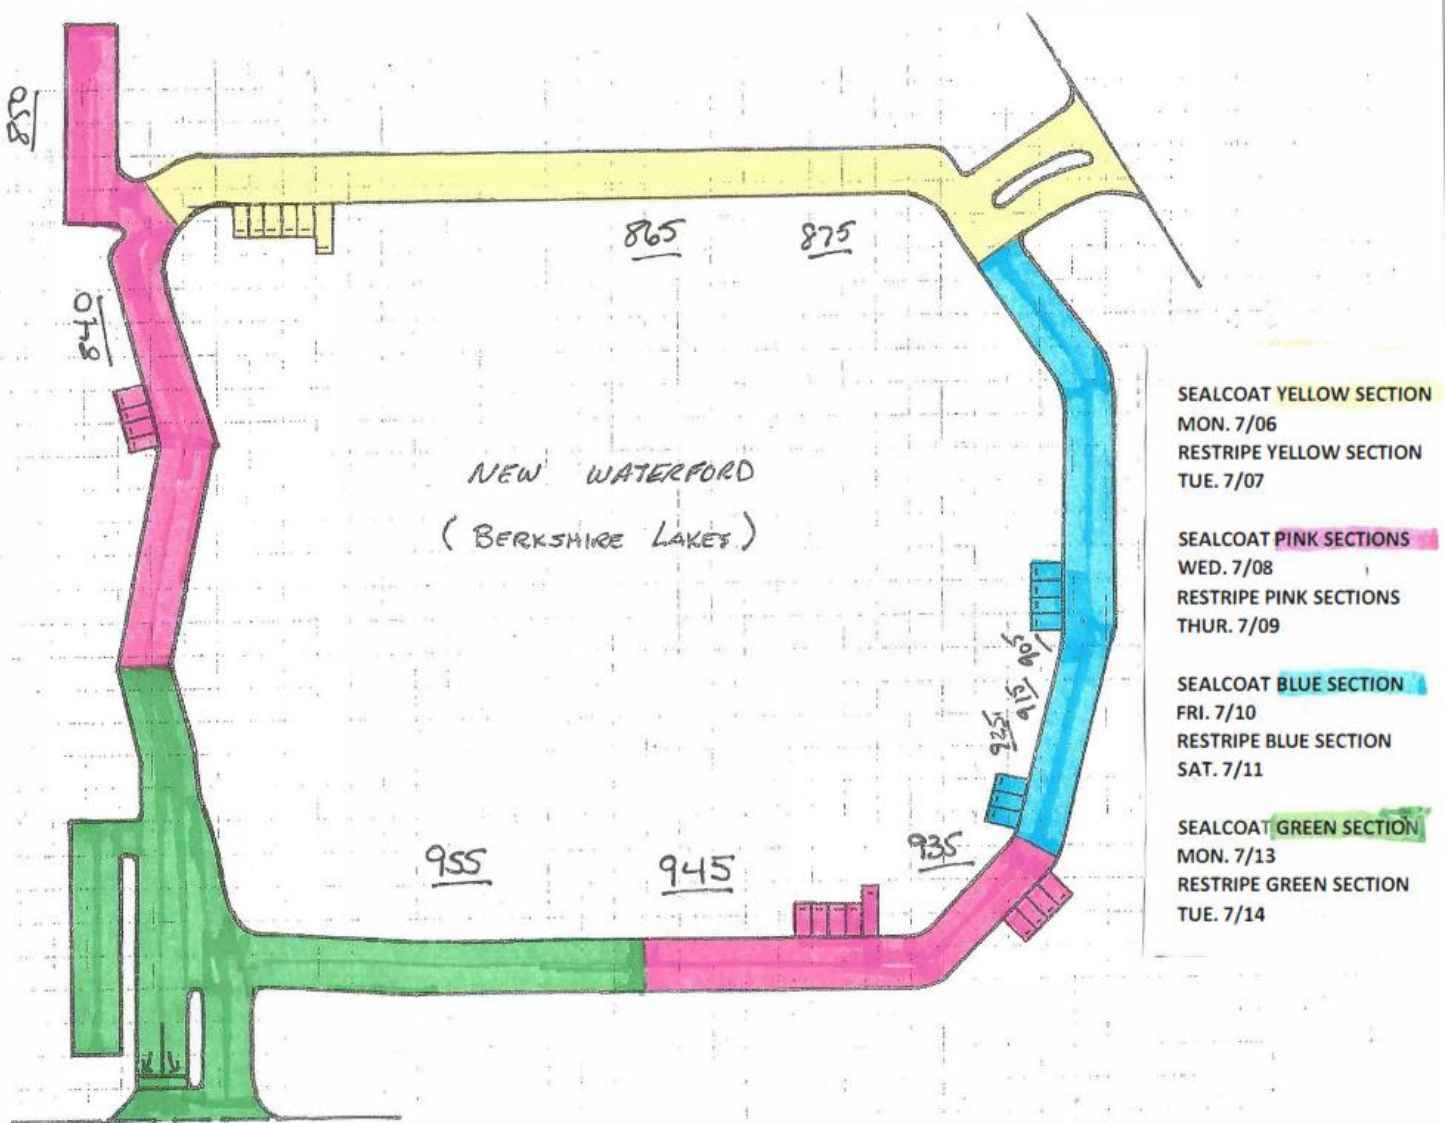 850
865
875
840
NEW WATERFORD
(BERKSHIRE LAKES)
905
915
925
935
955
945
SEALCOAT YELLOW SECTION
MON. 7/06
RESTRIPE YELLOW SECTION
TUE. 7/07
SEALCOAT PINK SECTIONS
WED. 7/08
RESTRIPE PINK SECTIONS
THUR. 7/09
SEALCOAT BLUE SECTION
FRI. 7/10
RESTRIPE BLUE SECTION
SAT. 7/11
SEALCOAT GREEN SECTION
MON. 7/13
RESTRIPE GREEN SECTION
TUE. 7/14